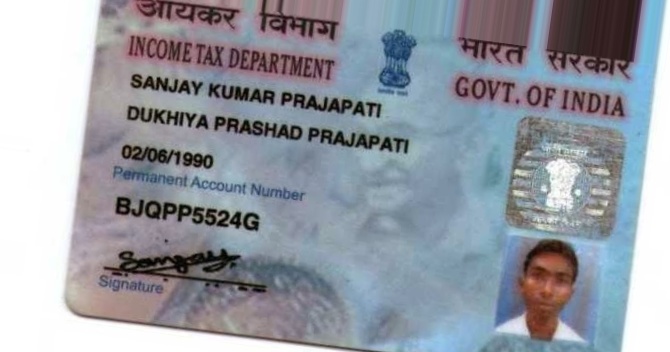 आयकर विभाग
INCOME TAX DEPARTMENT
भारत सरकार
GOVT. OF INDIA
SANJAY KUMAR PRAJAPATI
DUKHIYA PRASHAD PRAJAPATI
02/06/1990
Permanent Account Number
BJQPP5524G
Sanjay
Signature